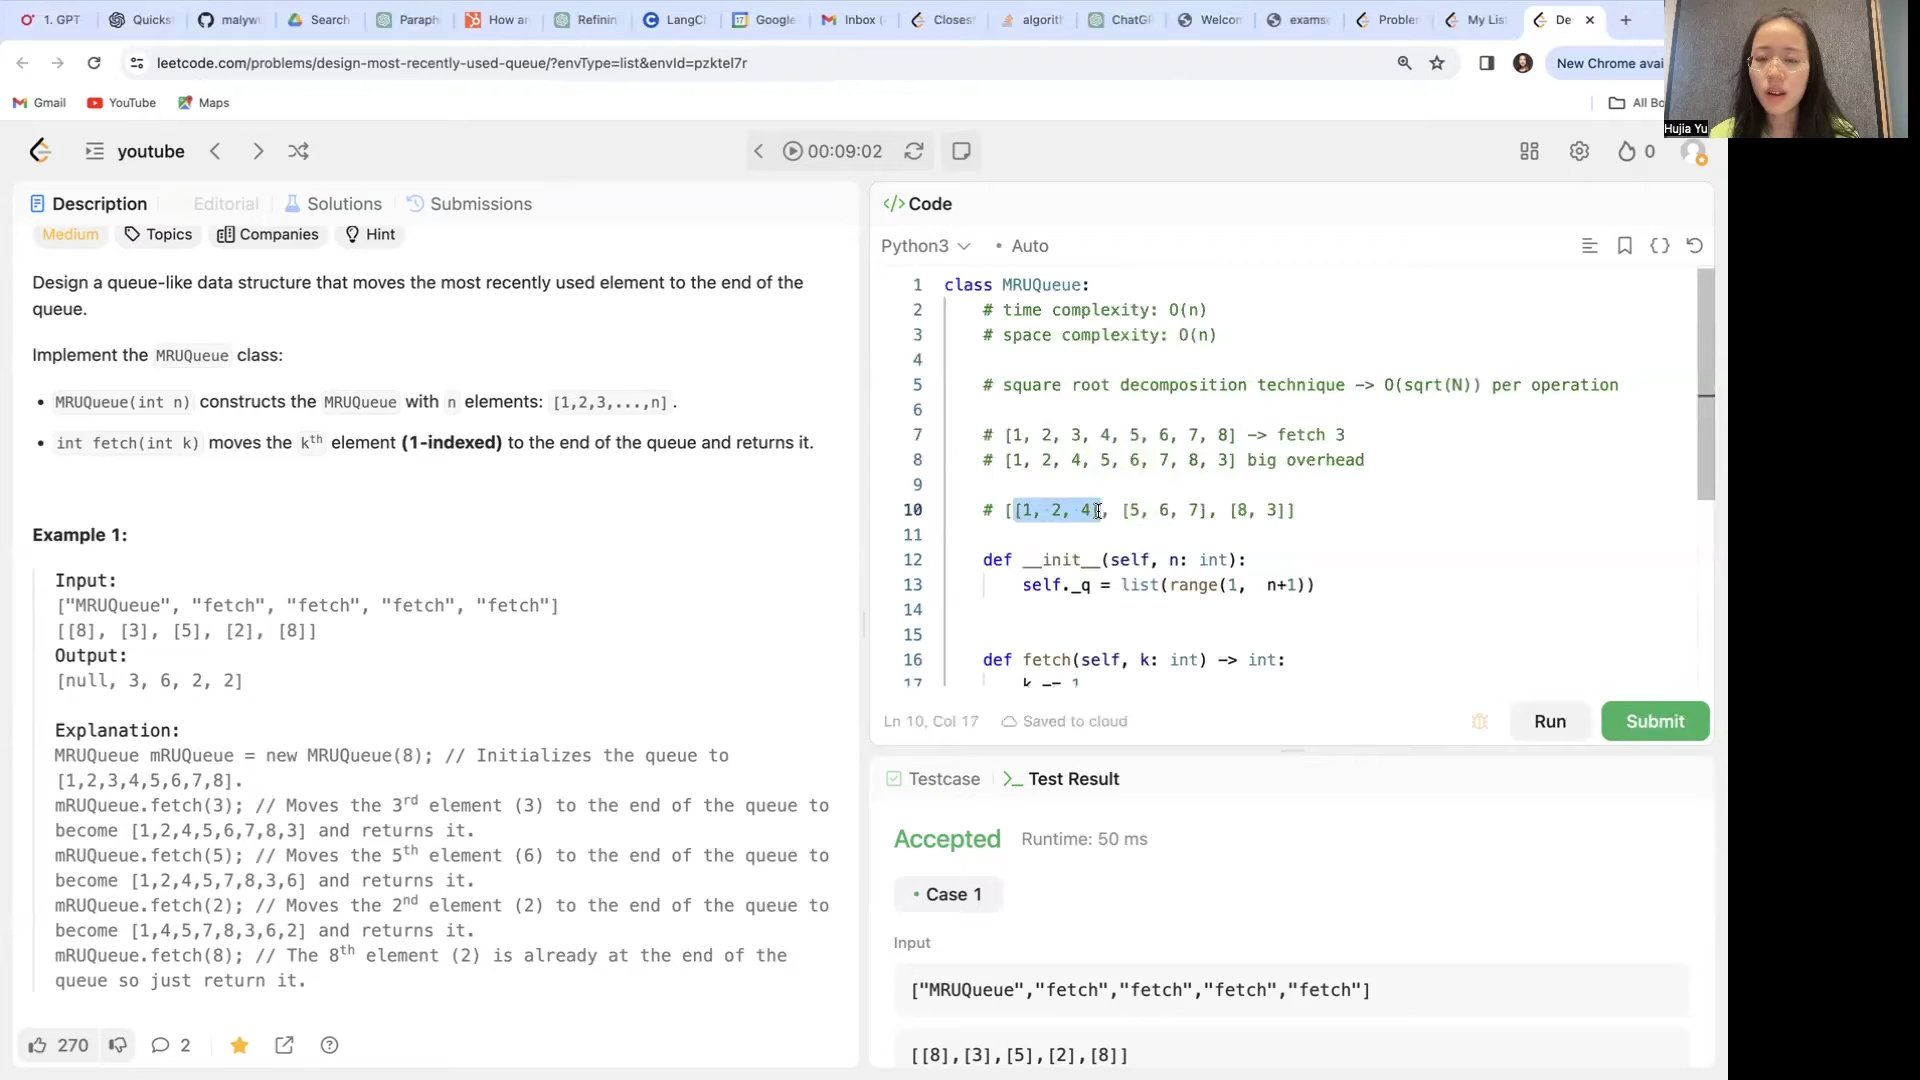 1. GPT
Quicks
malyw
Search
Paraph
How ar
Refinin
LangC
Google
Inbox (
Closes
algorit
ChatG
Welcon
exams
Proble
My Lis
De
leetcode.com/problems/design-most-recently-used-queue/?envType=list&envId=pzktel7r
New Chrome avai
Gmail
YouTube
Maps
All Bo
Hujia Yu
youtube
00:09:02
0
Description
Editorial
Solutions
Submissions
Medium
Topics
Companies
Hint
Design a queue-like data structure that moves the most recently used element to the end of the
queue.
Implement the MRUQueue class:
• MRUQueue(int n) constructs the MRUQueue with n elements: [1,2,3,...,n].
• int fetch(int k) moves the kth element (1-indexed) to the end of the queue and returns it.
Example 1:
Input:
["MRUQueue", "fetch", "fetch", "fetch", "fetch"]
[[8], [3], [5], [2], [8]]
Output:
[null, 3, 6, 2, 2]
Explanation:
MRUQueue mRUQueue = new MRUQueue(8); // Initializes the queue to
[1,2,3,4,5,6,7,8].
mRUQueue.fetch(3); // Moves the 3rd element (3) to the end of the queue to
become [1,2,4,5,6,7,8,3] and returns it.
mRUQueue.fetch(5); // Moves the 5th element (6) to the end of the queue to
become [1,2,4,5,7,8,3,6] and returns it.
mRUQueue.fetch(2); // Moves the 2nd element (2) to the end of the queue to
become [1,4,5,7,8,3,6,2] and returns it.
mRUQueue.fetch(8); // The 8th element (2) is already at the end of the
queue so just return it.
270
2
</> Code
Python3 • Auto
1 class MRUQueue:
2 # time complexity: O(n)
3 # space complexity: O(n)
4
5 # square root decomposition technique -> O(sqrt(N)) per operation
6
7 # [1, 2, 3, 4, 5, 6, 7, 8] -> fetch 3
8 # [1, 2, 4, 5, 6, 7, 8, 3] big overhead
9
10 # [[1, 2, 4], [5, 6, 7], [8, 3]]
11
12 def __init__(self, n: int):
13 self._q = list(range(1, n+1))
14
15
16 def fetch(self, k: int) -> int:
17 k -= 1
Ln 10, Col 17
Saved to cloud
Run
Submit
Testcase
Test Result
Accepted Runtime: 50 ms
• Case 1
Input
["MRUQueue","fetch","fetch","fetch","fetch"]
[[8],[3],[5],[2],[8]]